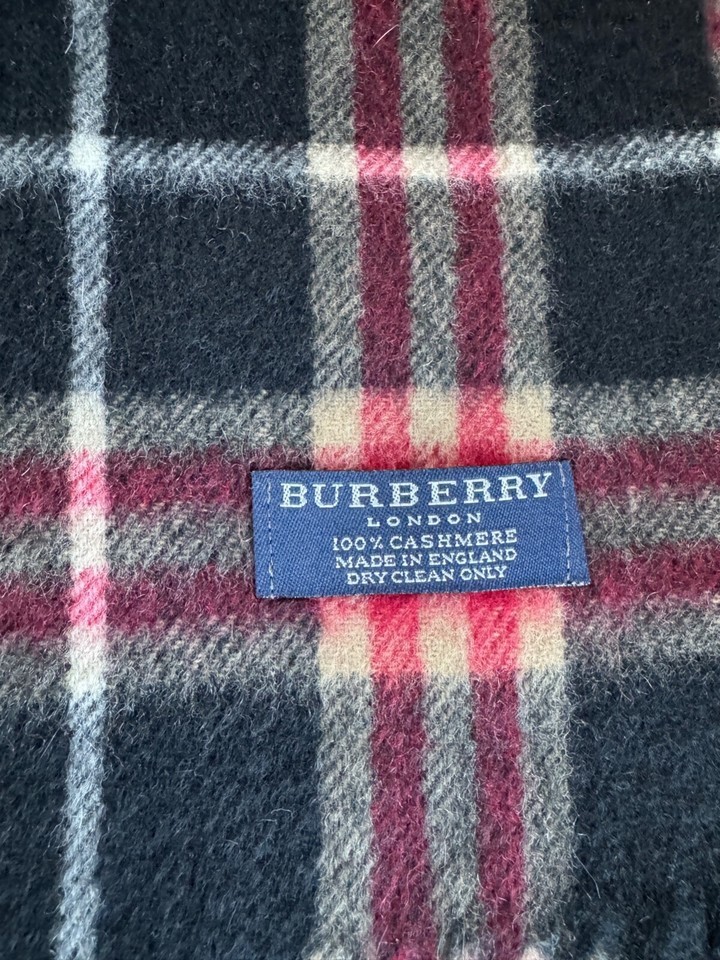 BURBERRY
LONDON
100% CASHMERE
MADE IN ENGLAND
DRY CLEAN ONLY